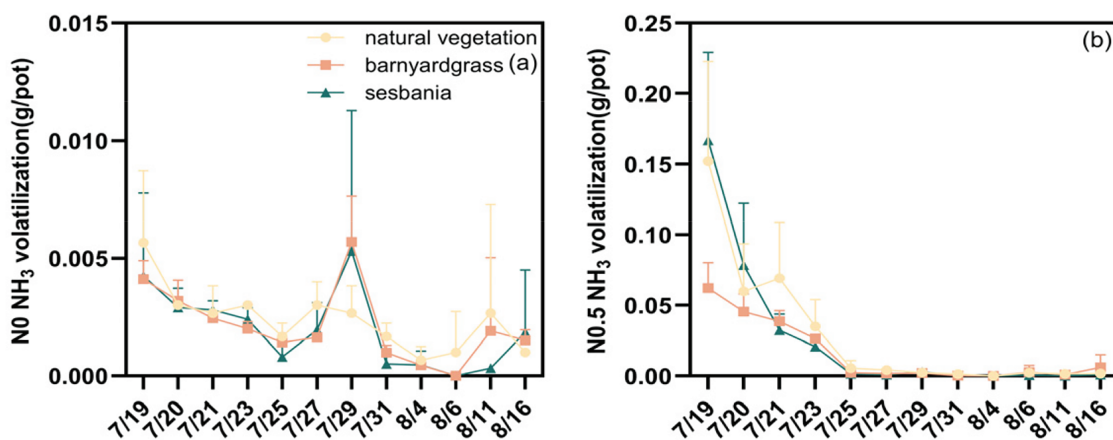 N0 NH3 volatilization(g/pot)
0.015
0.010
0.005
0.000
natural vegetation
barnyardgrass (a)
sesbania
7/19 7/20 7/21 7/23 7/25 7/27 7/29 7/31 8/4 8/6 8/11 8/16
N0.5 NH3 volatilization(g/pot)
0.25
0.20
0.15
0.10
0.05
0.00
(b)
7/19 7/20 7/21 7/23 7/25 7/27 7/29 7/31 8/4 8/6 8/11 8/16